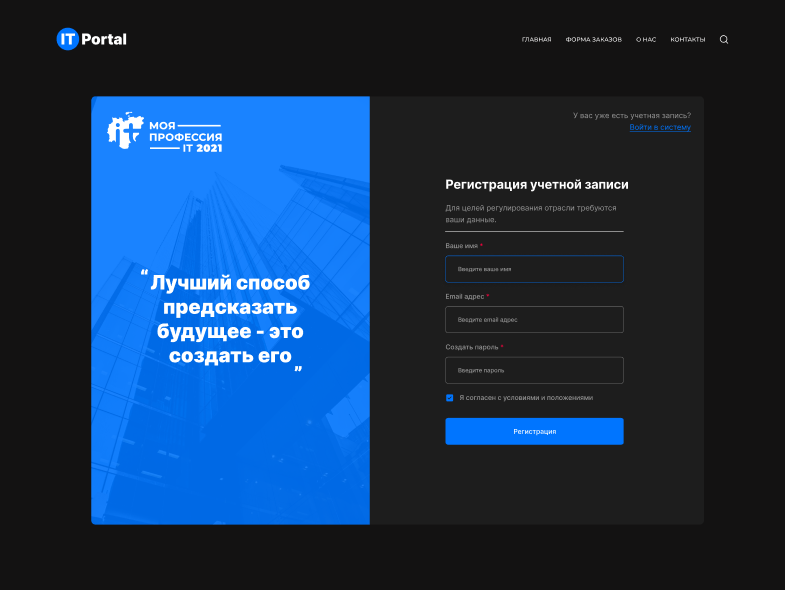 IT Portal
ГЛАВНАЯ
ФОРМА ЗАКАЗОВ
О НАС
КОНТАКТЫ
МОЯ
ПРОФЕССИЯ
IT 2021
“ Лучший способ
предсказать
будущее - это
создать его „
У вас уже есть учетная запись?
Войти в систему
Регистрация учетной записи
Для целей регулирования отрасли требуются
ваши данные.
Ваше имя *
Введите ваше имя
Email адрес *
Введите email адрес
Создать пароль *
Введите пароль
Я согласен с условиями и положениями
Регистрация